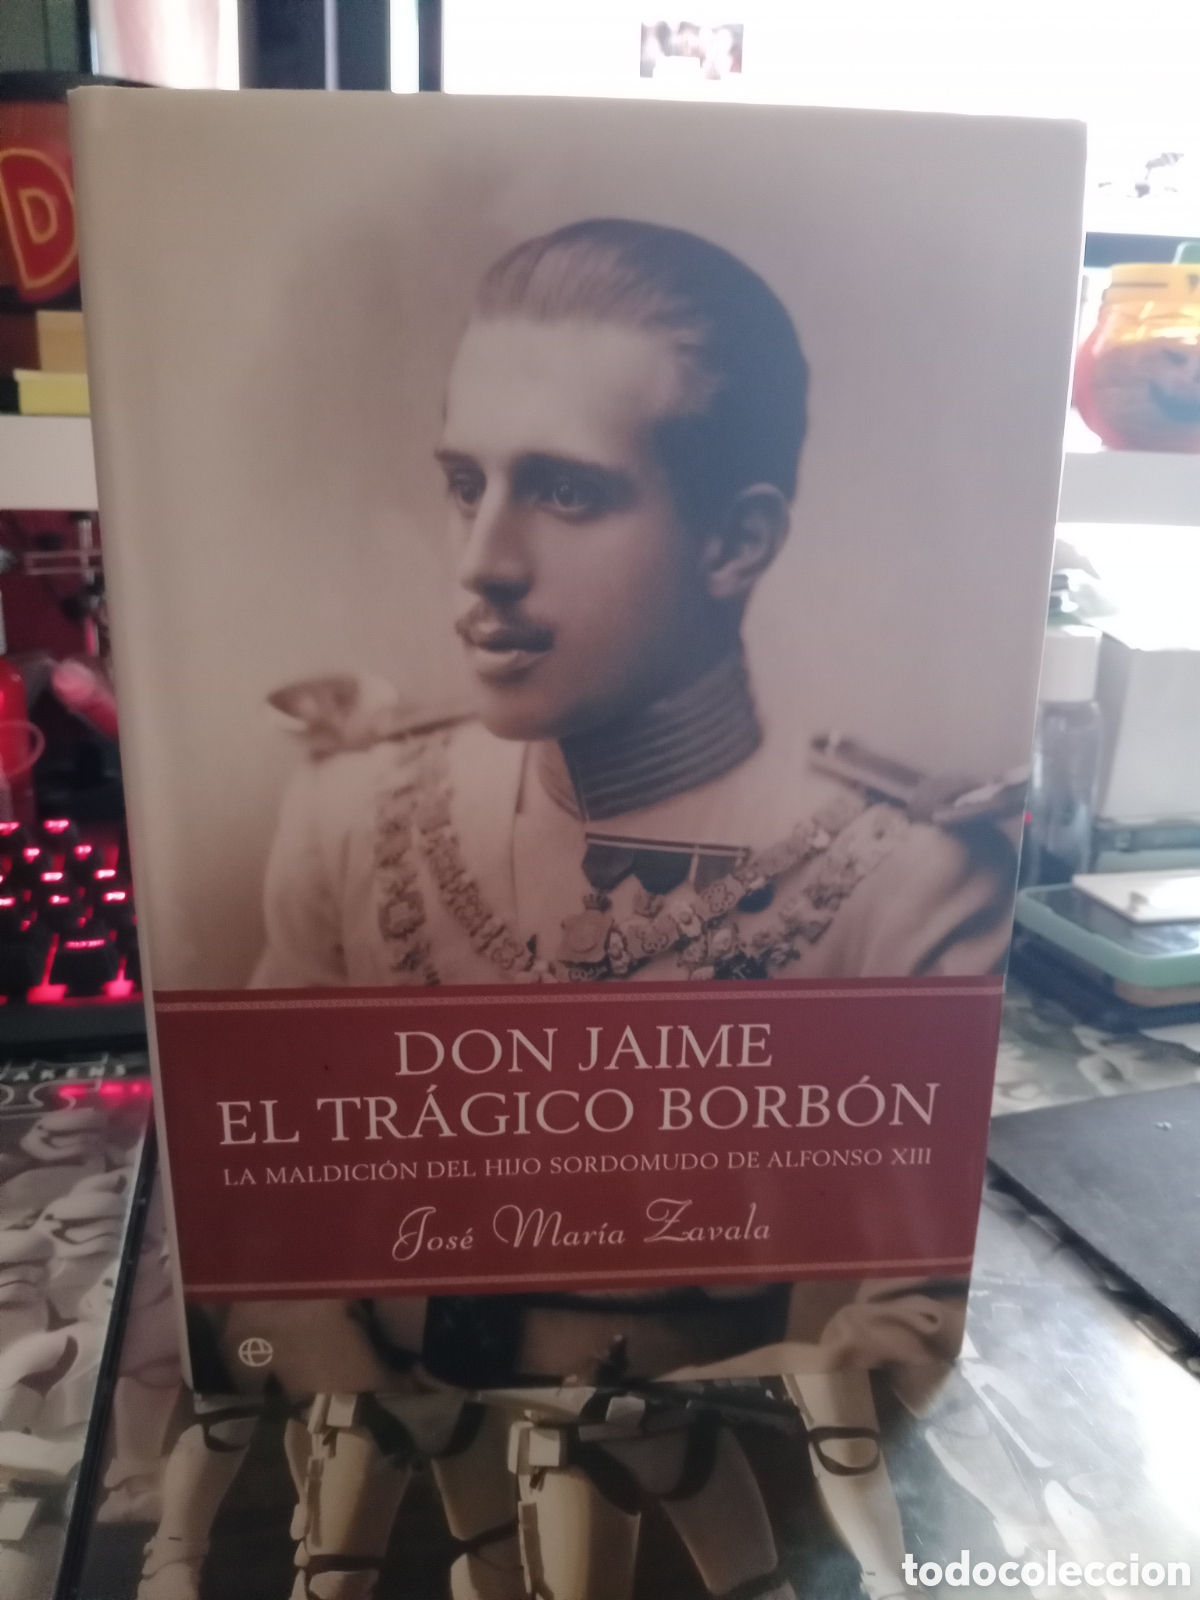 D
DON JAIME
EL TRÁGICO BORBÓN
LA MALDICIÓN DEL HIJO SORDOMUDO DE ALFONSO XIII
José María Zavala
e
todocoleccion